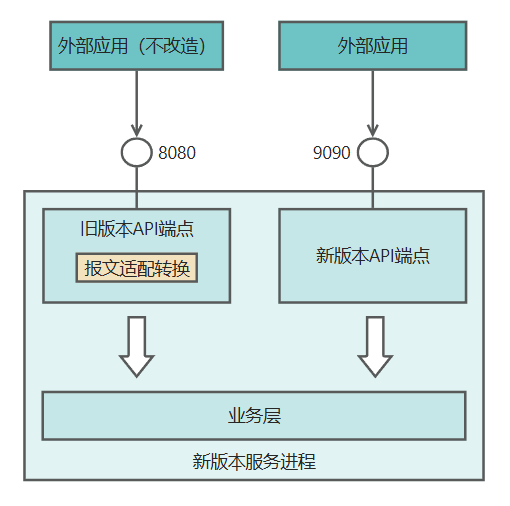 外部应用（不改造）
外部应用
8080
9090
旧版本API端点
报文适配转换
新版本API端点
业务层
新版本服务进程